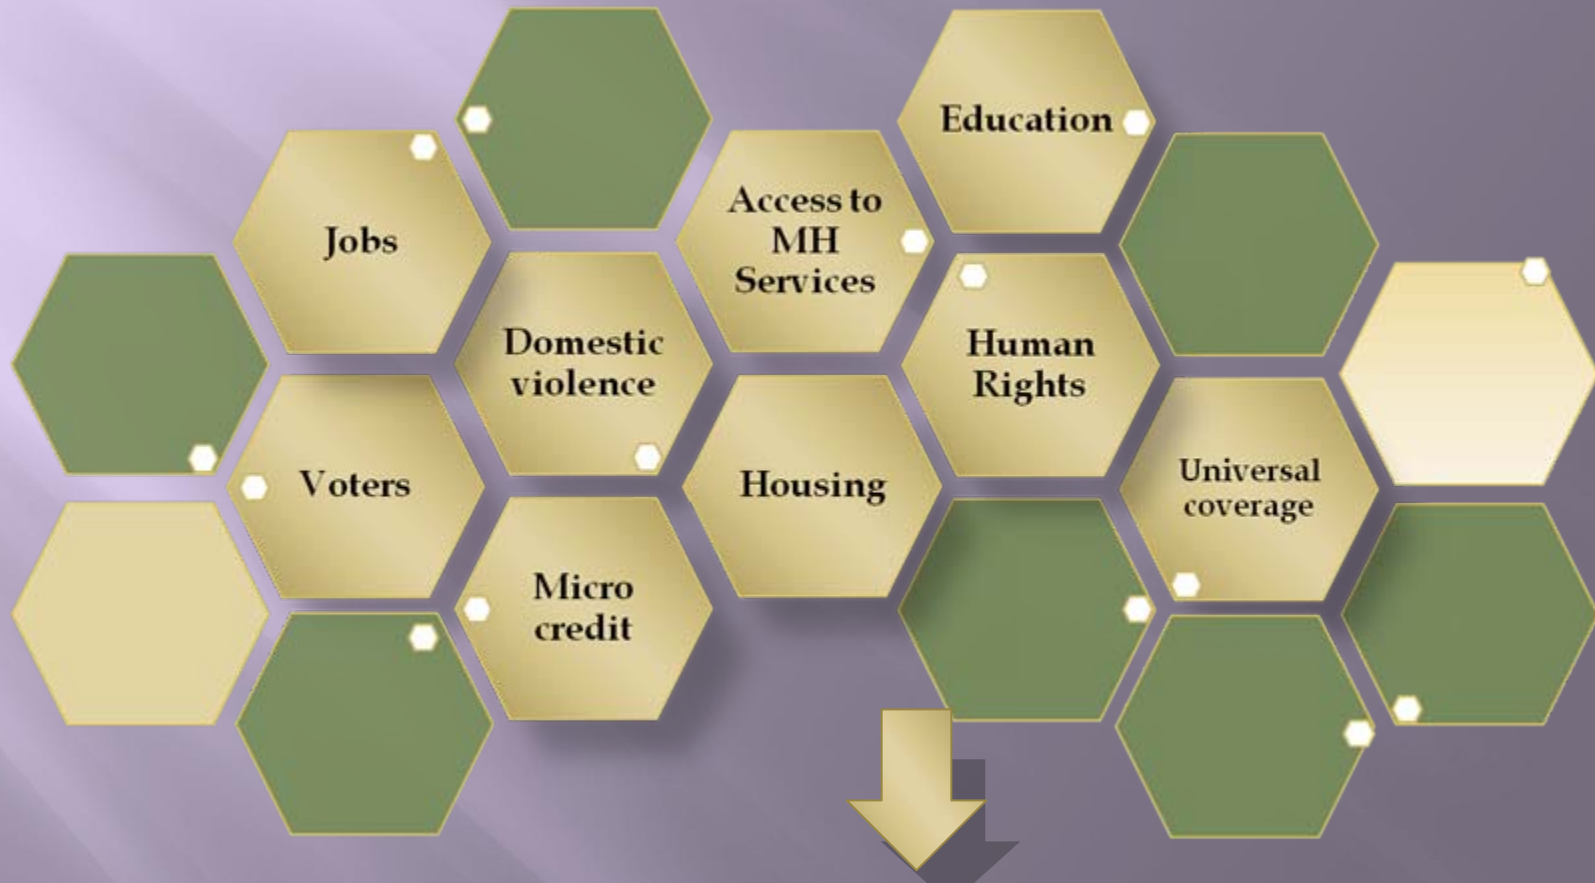 Education
Access to
MH
Services
Jobs
Domestic
violence
Human
Rights
Voters
Housing
Universal
coverage
Micro
credit